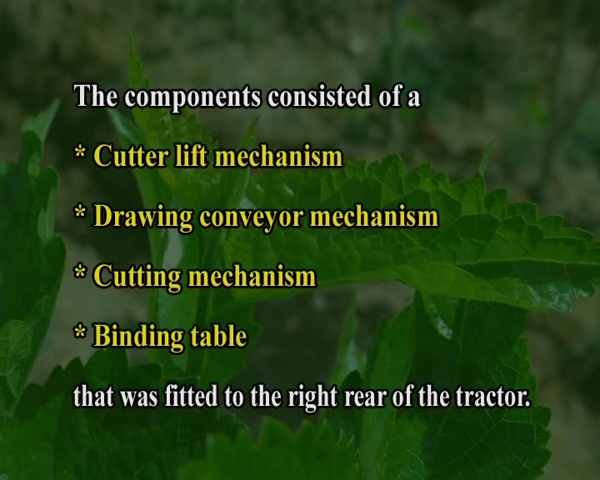 The components consisted of a
* Cutter lift mechanism
* Drawing conveyor mechanism
* Cutting mechanism
* Binding table
that was fitted to the right rear of the tractor.